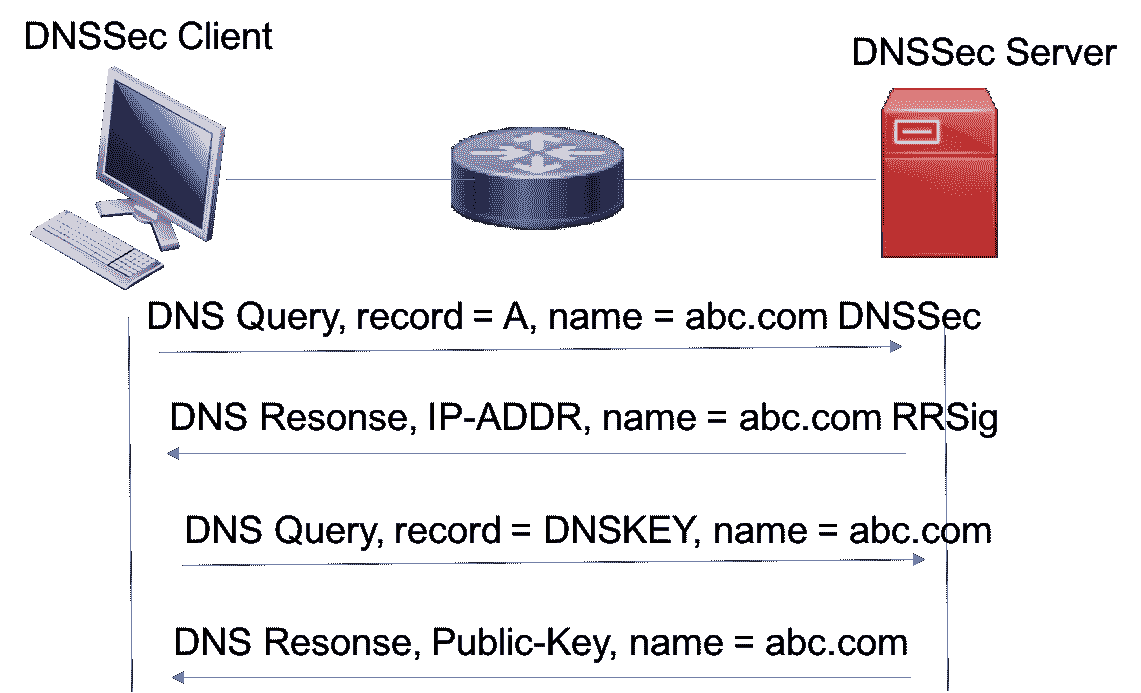 DNSSec Client
DNSSec Server
DNS Query, record = A, name = abc.com DNSSec
DNS Resonse, IP-ADDR, name = abc.com RRSig
DNS Query, record = DNSKEY, name = abc.com
DNS Resonse, Public-Key, name = abc.com